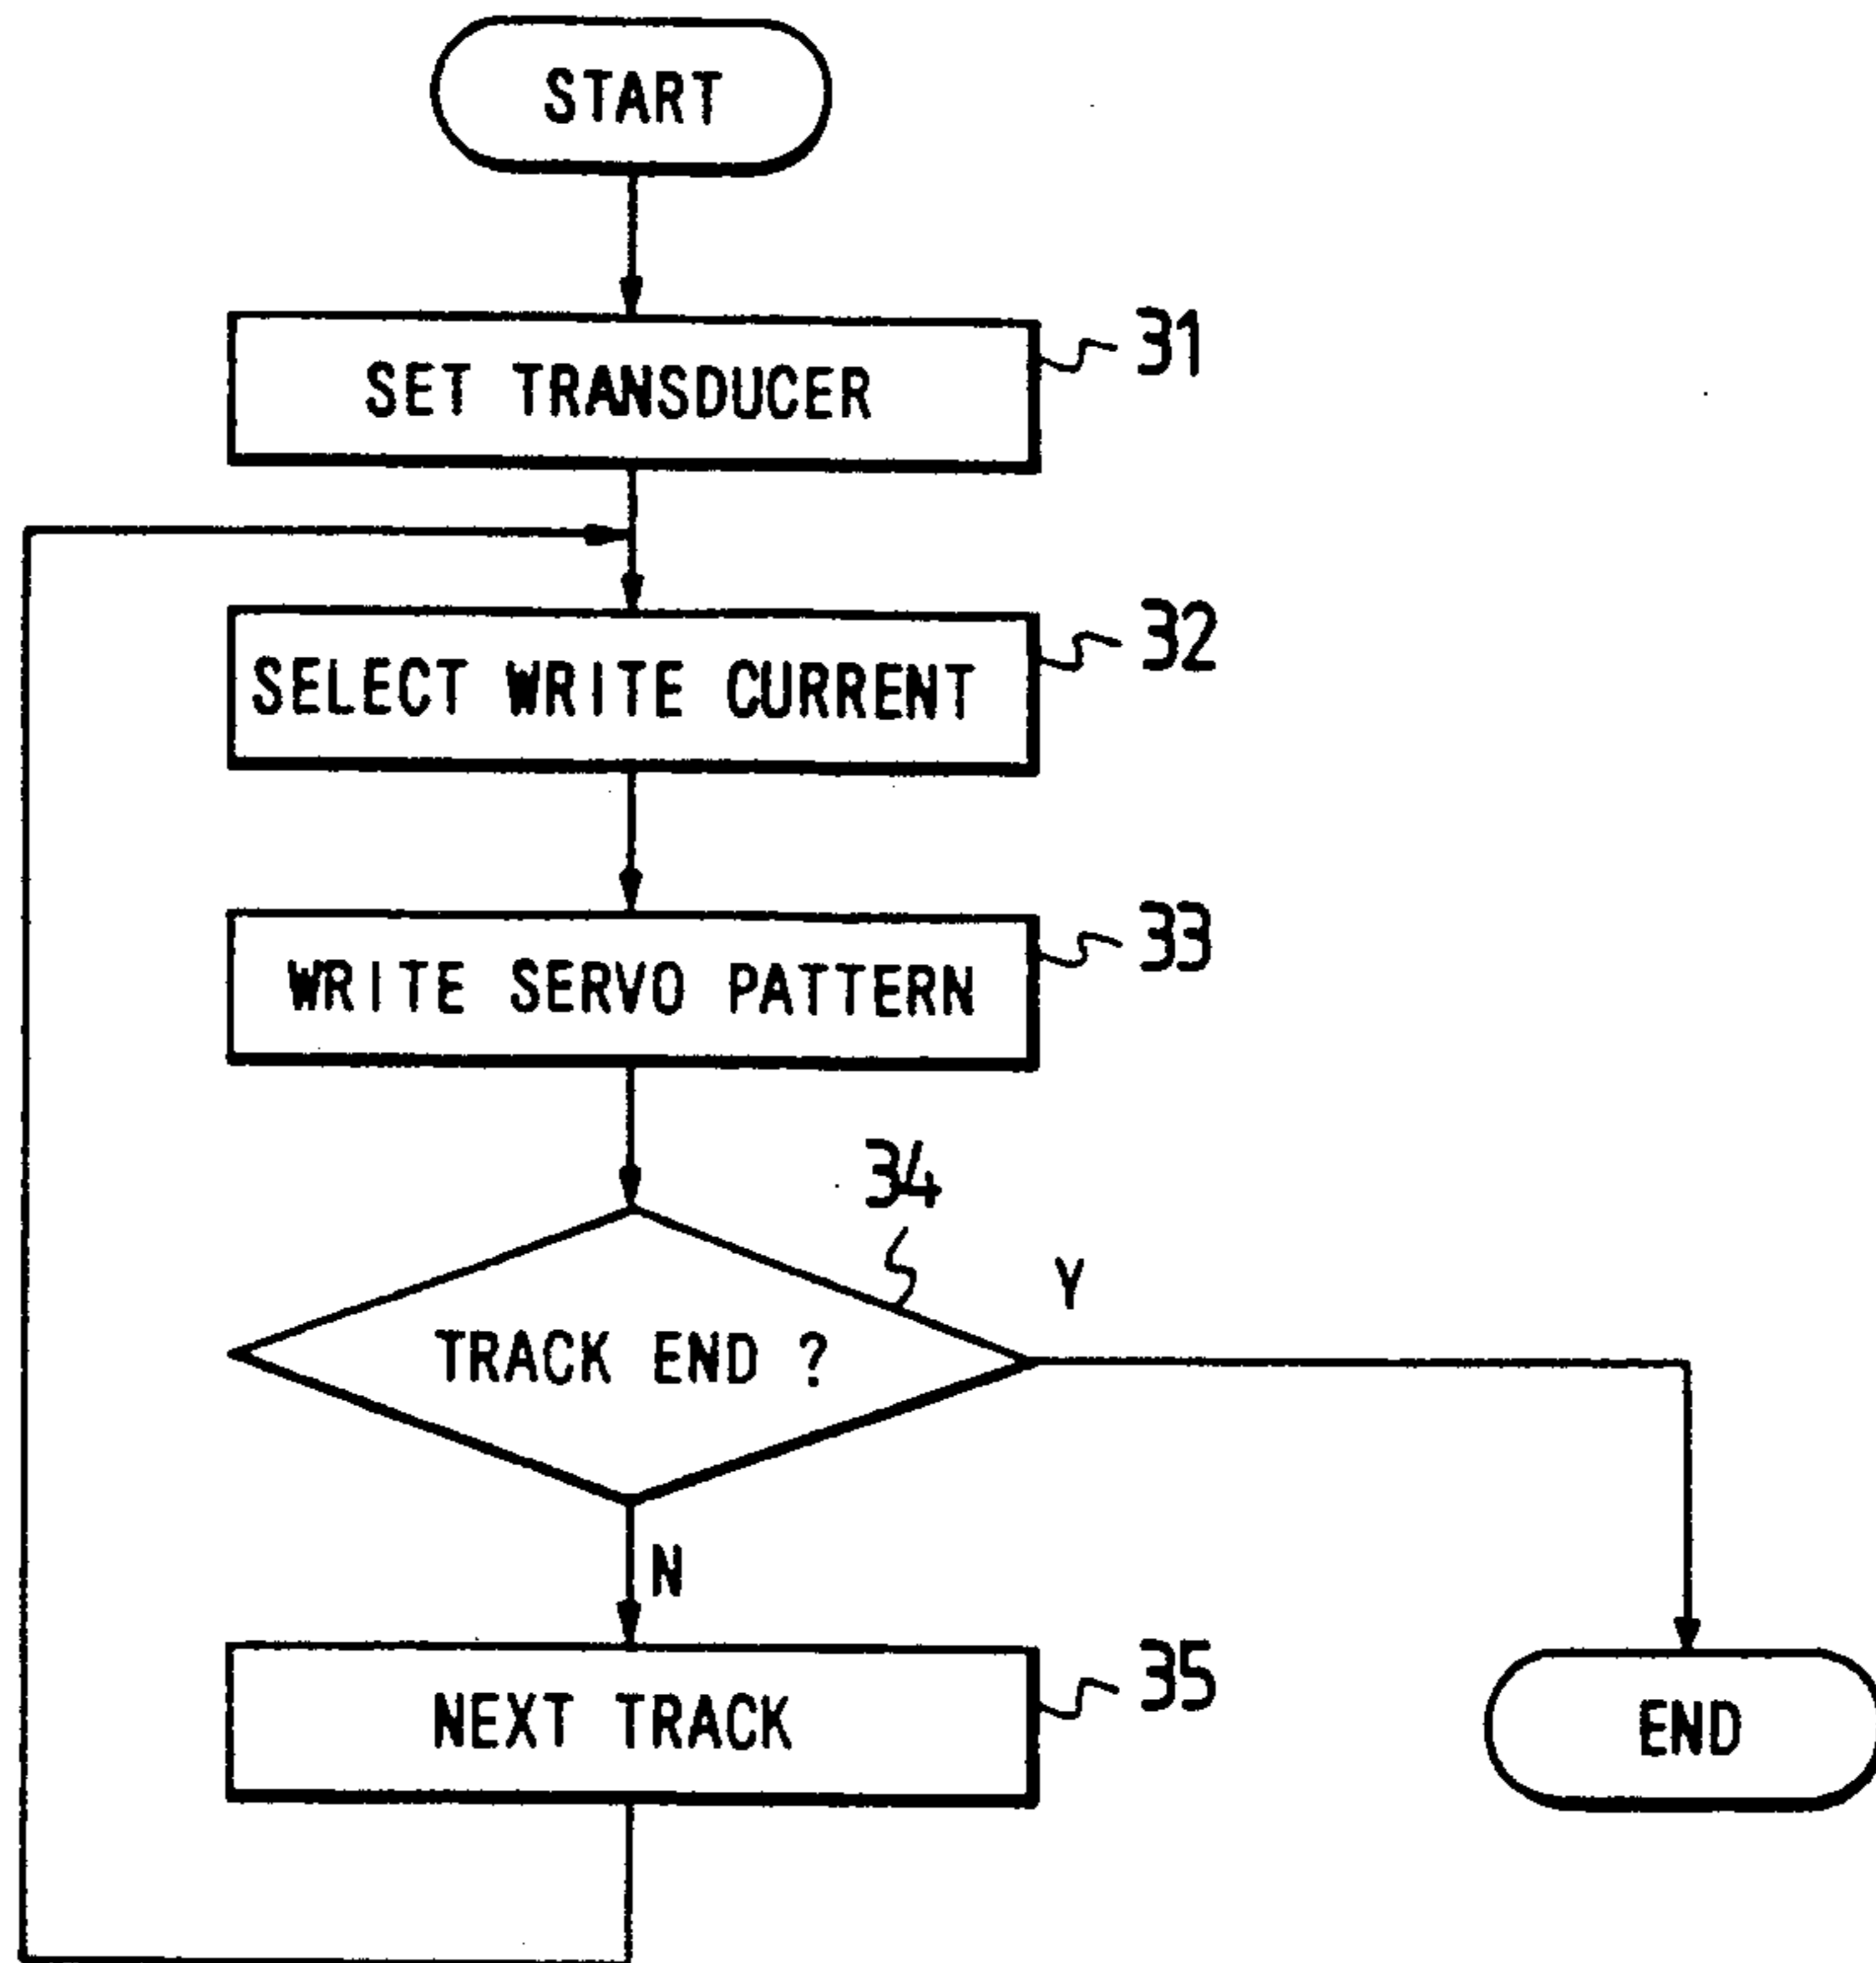 START
SET TRANSDUCER
31
SELECT WRITE CURRENT
32
WRITE SERVO PATTERN
33
34
TRACK END ?
Y
N
NEXT TRACK
35
END